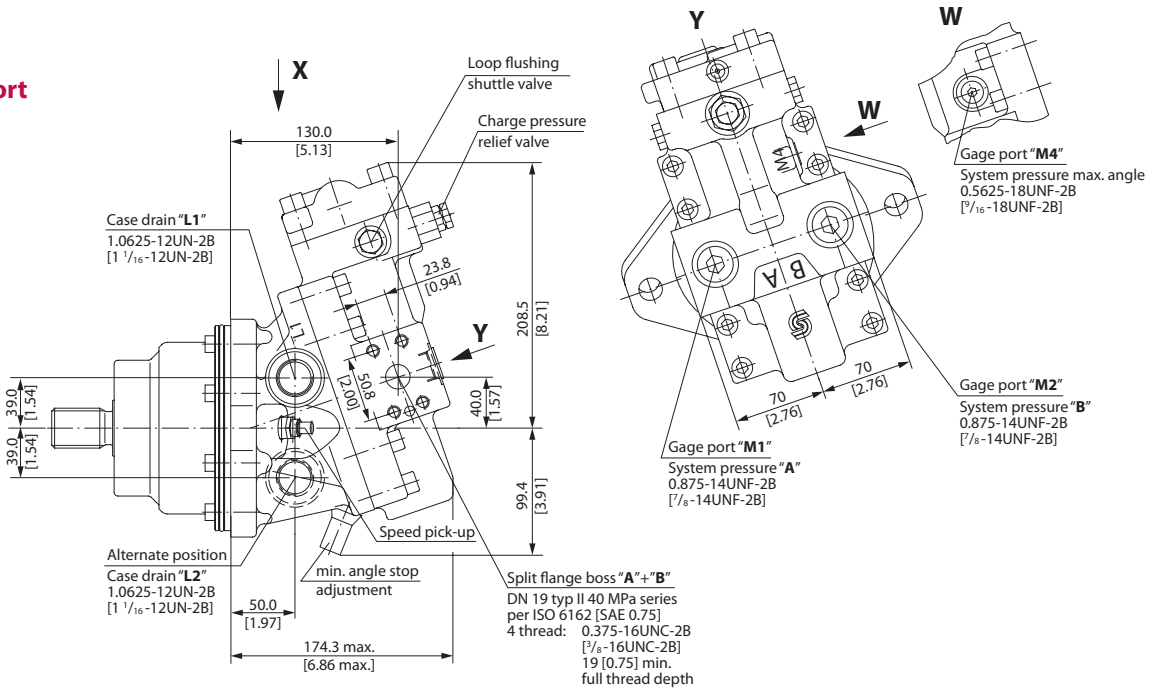 ort
X
Y
W
Loop flushing
shuttle valve
Charge pressure
relief valve
130.0
[5.13]
Case drain "L1"
1.0625-12UN-2B
[1 1/16 -12UN-2B]
L1
23.8
[0.94]
208.5
[8.21]
Y
50.8
[2.00]
40.0
[1.57]
39.0
[1.54]
39.0
[1.54]
99.4
[3.91]
Speed pick-up
Alternate position
Case drain "L2"
1.0625-12UN-2B
[1 1/16 -12UN-2B]
min. angle stop
adjustment
50.0
[1.97]
174.3 max.
[6.86 max.]
Split flange boss "A"+"B"
DN 19 typ II 40 MPa series
per ISO 6162 [SAE 0.75]
4 thread: 0.375-16UNC-2B
[3/8 -16UNC-2B]
19 [0.75] min.
full thread depth
W
M4
B A
70
[2.76]
70
[2.76]
Gage port "M4"
System pressure max. angle
0.5625-18UNF-2B
[9/16 -18UNF-2B]
Gage port "M2"
System pressure "B"
0.875-14UNF-2B
[7/8 -14UNF-2B]
Gage port "M1"
System pressure "A"
0.875-14UNF-2B
[7/8 -14UNF-2B]